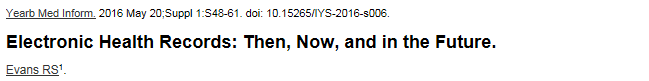 Yearb Med Inform. 2016 May 20;Suppl 1:S48-61. doi: 10.15265/IYS-2016-s006.
Electronic Health Records: Then, Now, and in the Future.
Evans RS¹.